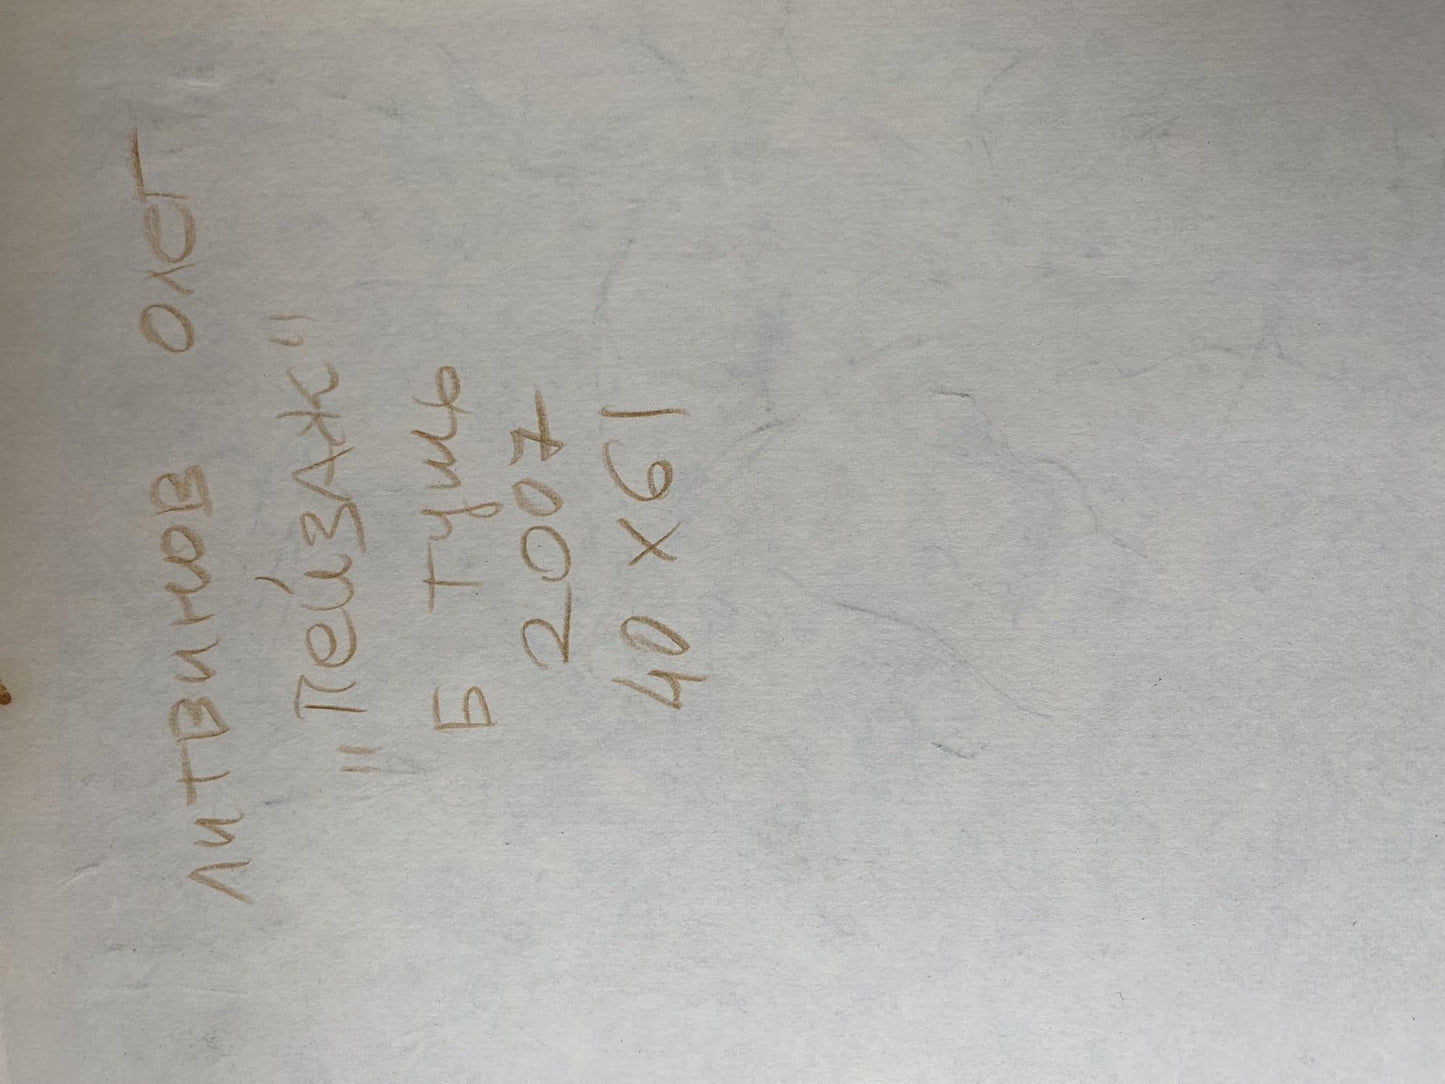 Литвинов Олег
"Пейзаж"
Б тушь
2007
40 х 61